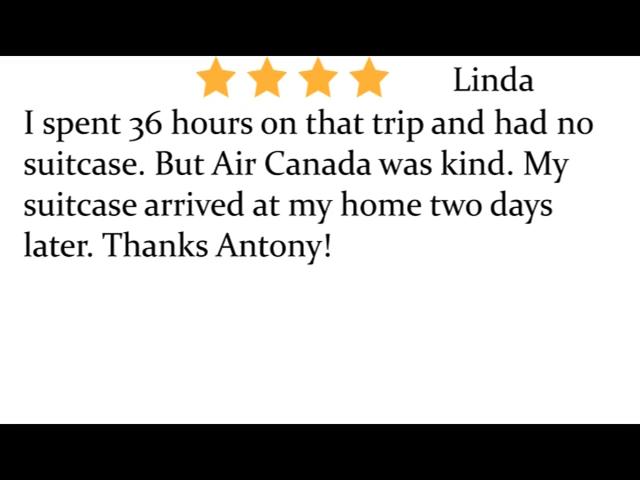 Linda
I spent 36 hours on that trip and had no
suitcase. But Air Canada was kind. My
suitcase arrived at my home two days
later. Thanks Antony!